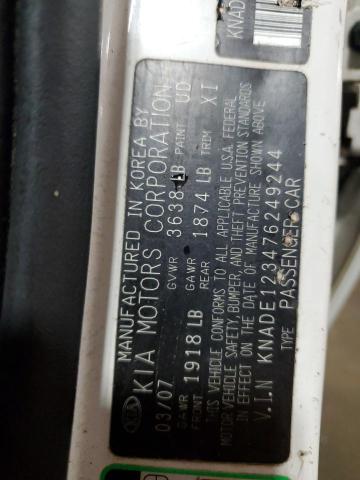 KNAD
MANUFACTURED IN KOREA BY
KIA MOTORS CORPORATION
KIA
03/07 GVWR 3638 LB PAINT UD
GAWR FRONT 1918 LB GAWR REAR 1874 LB TRIM XI
THIS VEHICLE CONFORMS TO ALL APPLICABLE U.S.A. FEDERAL
MOTOR VEHICLE SAFETY, BUMPER, AND THEFT PREVENTION STANDARDS
IN EFFECT ON THE DATE OF MANUFACTURE SHOWN ABOVE
V.I.N KNADE123476249244
TYPE PASSENGER CAR